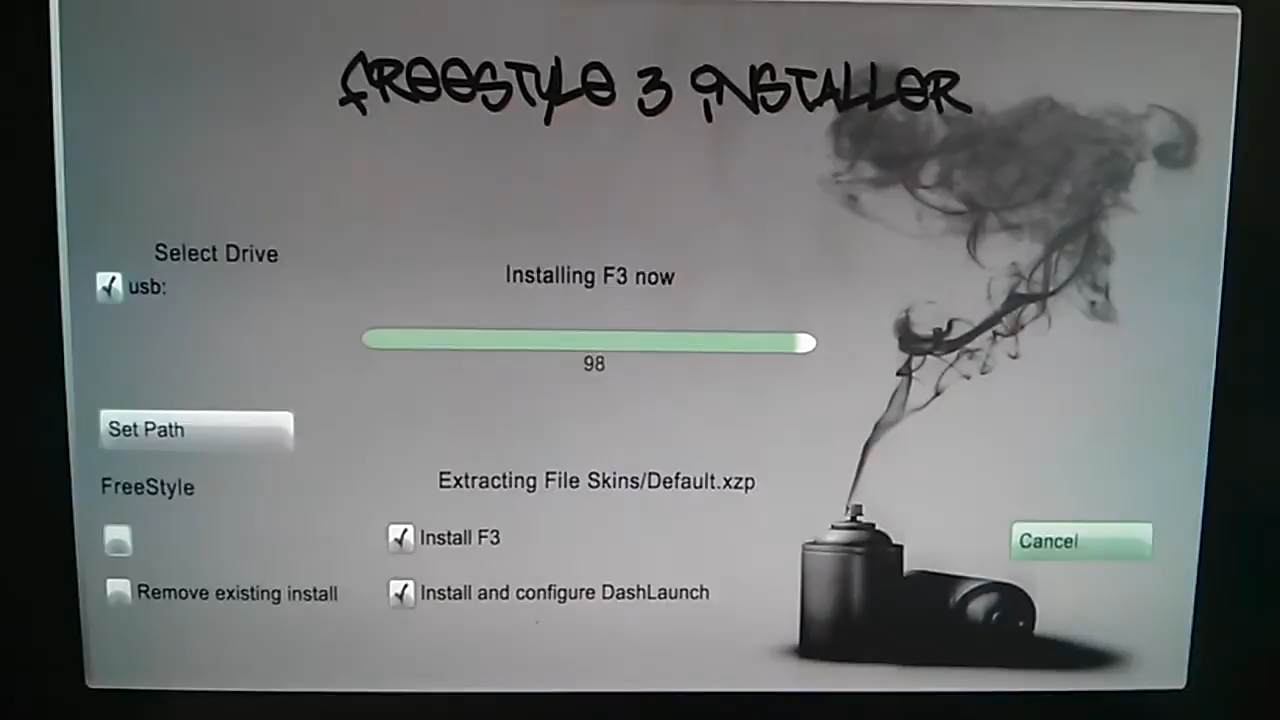 FREESTYLE 3 INSTALLER
Select Drive
usb:
Installing F3 now
98
Set Path
FreeStyle
Extracting File Skins/Default.xzp
Install F3
Cancel
Remove existing install
Install and configure DashLaunch